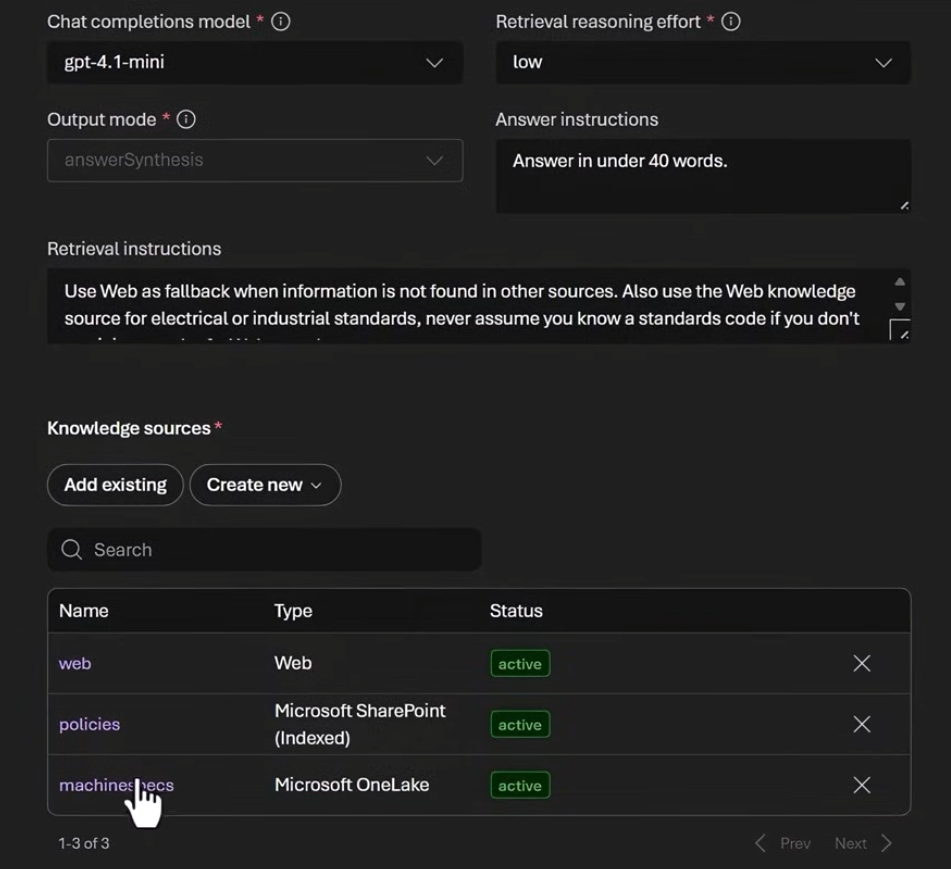 Chat completions model *
Retrieval reasoning effort *
gpt-4.1-mini
low
Output mode *
Answer instructions
answerSynthesis
Answer in under 40 words.
Retrieval instructions
Use Web as fallback when information is not found in other sources. Also use the Web knowledge
source for electrical or industrial standards, never assume you know a standards code if you don't
Knowledge sources *
Add existing
Create new
Search
Name Type Status
web Web active
policies Microsoft SharePoint (Indexed) active
machinespecs Microsoft OneLake active
1-3 of 3
Prev Next